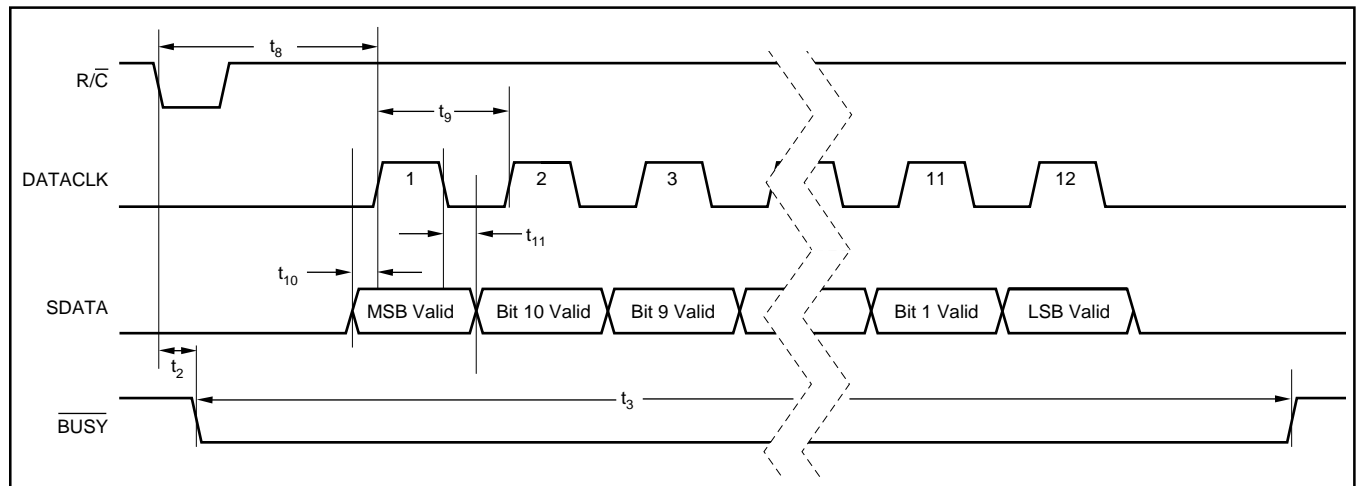 t8
R/C̅
t9
DATACLK 1 2 3 11 12
t11
t10
SDATA MSB Valid Bit 10 Valid Bit 9 Valid Bit 1 Valid LSB Valid
t2
t3
B̅U̅S̅Y̅